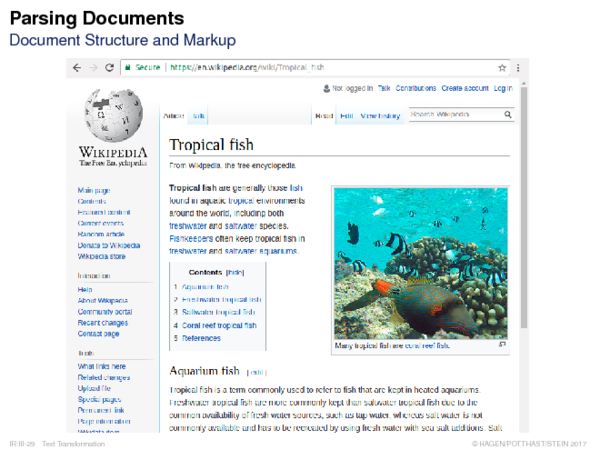 Parsing Documents
Document Structure and Markup
Secure https://en.wikipedia.org/wiki/Tropical_fish
Not logged in Talk Contributions Create account Log in
Article Talk Read Edit View history Search Wikipedia
WIKIPEDIA
The Free Encyclopedia
Main page
Contents
Featured content
Current events
Random article
Donate to Wikipedia
Wikipedia store
Interaction
Help
About Wikipedia
Community portal
Recent changes
Contact page
Tools
What links here
Related changes
Upload file
Special pages
Permanent link
Page information
Wikidata item
Tropical fish
From Wikipedia, the free encyclopedia
Tropical fish are generally those fish
found in aquatic tropical environments
around the world, including both
freshwater and saltwater species.
Fishkeepers often keep tropical fish in
freshwater and saltwater aquariums.
Contents [hide]
1 Aquarium fish
2 Freshwater tropical fish
3 Saltwater tropical fish
4 Coral reef tropical fish
5 References
Many tropical fish are coral reef fish.
Aquarium fish [edit]
Tropical fish is a term commonly used to refer to fish that are kept in heated aquariums.
Freshwater tropical fish are more commonly kept than saltwater tropical fish due to the
common availability of fresh water sources, such as tap water, whereas salt water is not
commonly available and has to be recreated by using fresh water with sea salt additions. Salt
IR:III-29 Text Transformation © HAGEN/POTTHAST/STEIN 2017